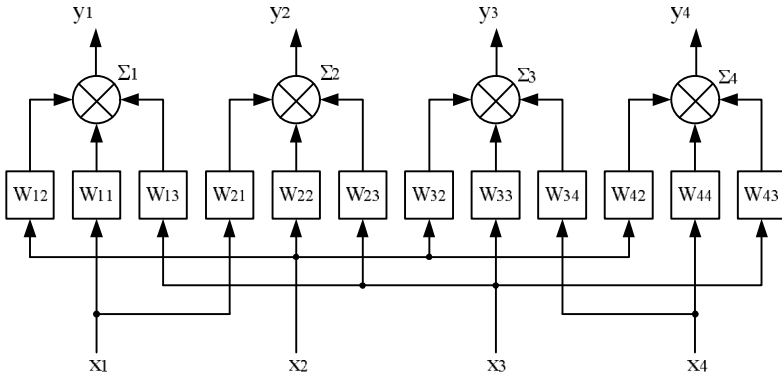 y1 y2 y3 y4
Σ1 Σ2 Σ3 Σ4
W12 W11 W13 W21 W22 W23 W32 W33 W34 W42 W44 W43
x1 x2 x3 x4